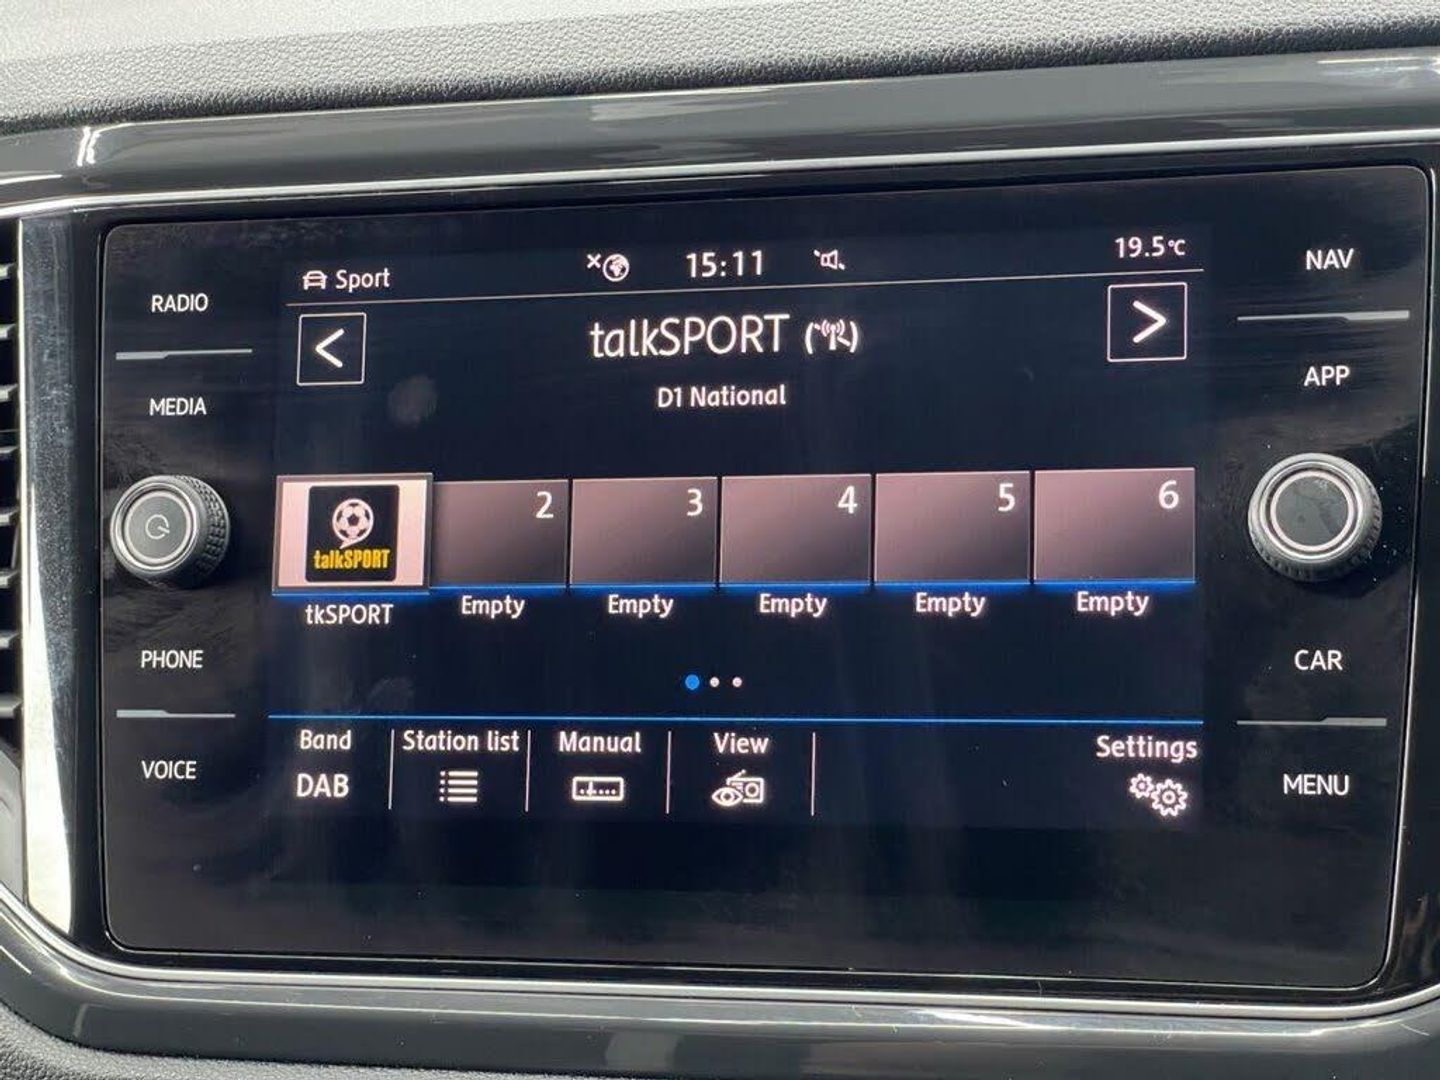 Sport 15:11 19.5°C
RADIO
NAV
< talkSPORT >
D1 National
MEDIA
APP
talkSPORT 2 3 4 5 6
tkSPORT Empty Empty Empty Empty Empty
PHONE
CAR
Band Station list Manual View Settings
DAB
VOICE
MENU